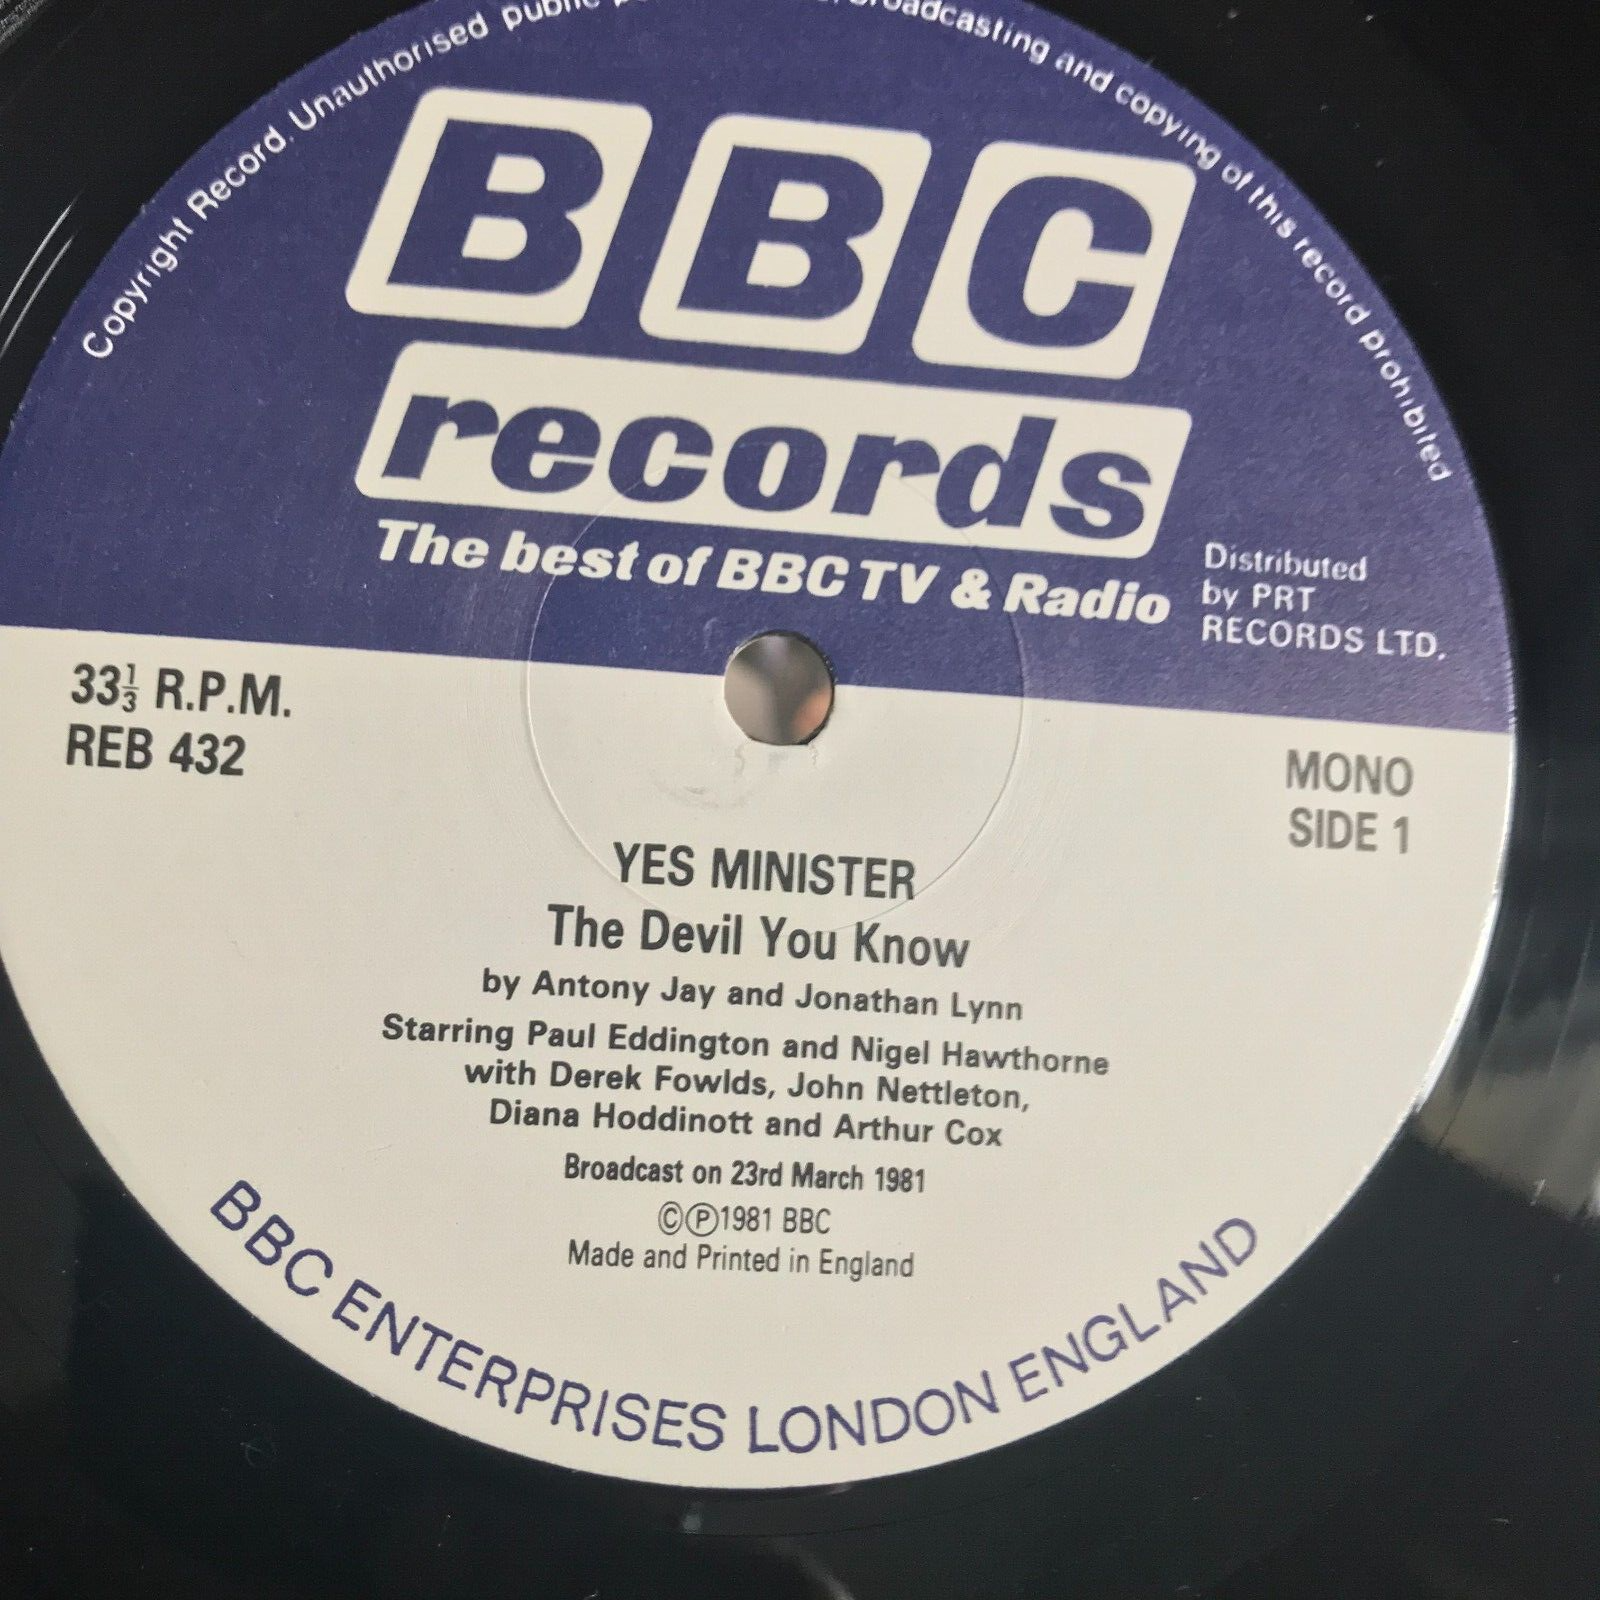 Copyright Record. Unauthorised public broadcasting and copying of this record prohibited
BBC
records
The best of BBC TV & Radio
Distributed
by PRT
RECORDS LTD.
33⅓ R.P.M.
REB 432
MONO
SIDE 1
YES MINISTER
The Devil You Know
by Antony Jay and Jonathan Lynn
Starring Paul Eddington and Nigel Hawthorne
with Derek Fowlds, John Nettleton,
Diana Hoddinott and Arthur Cox
Broadcast on 23rd March 1981
©℗1981 BBC
Made and Printed in England
BBC ENTERPRISES LONDON ENGLAND